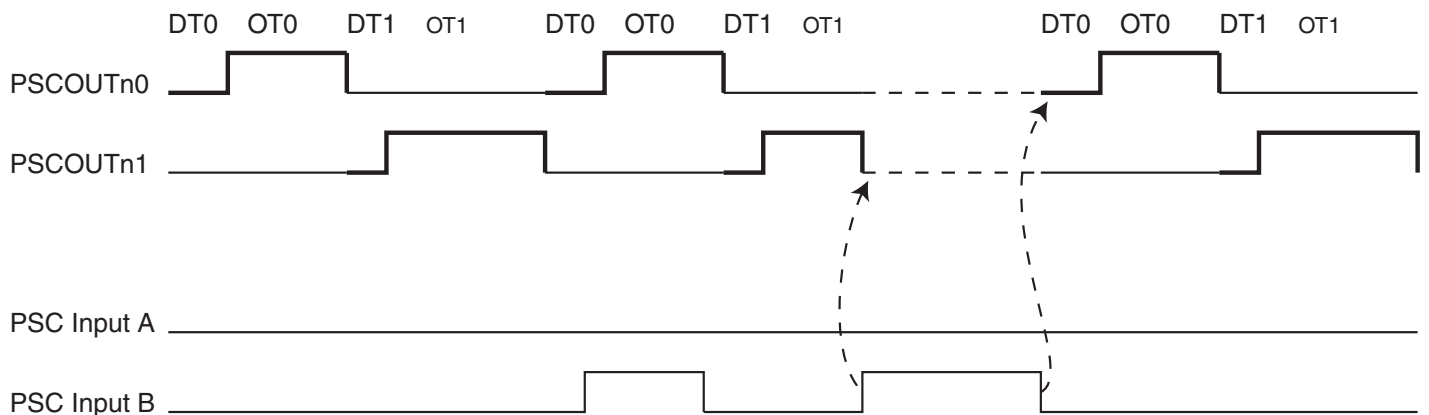 DT0 OT0 DT1 OT1 DT0 OT0 DT1 OT1 DT0 OT0 DT1 OT1
PSCOUTn0
PSCOUTn1
PSC Input A
PSC Input B